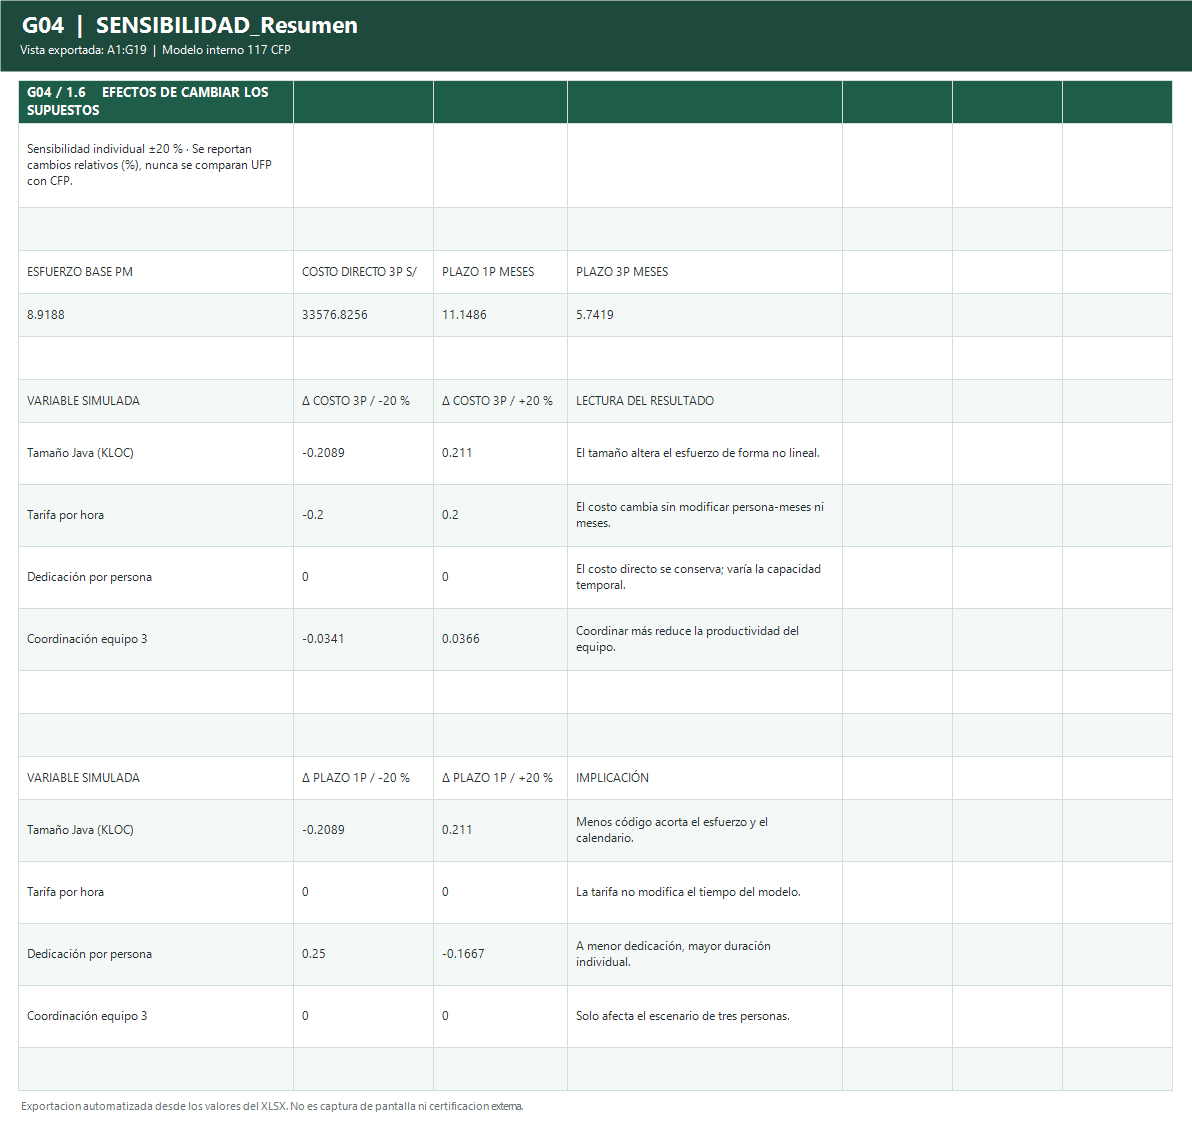 G04 | SENSIBILIDAD_Resumen
Vista exportada: A1:G19 | Modelo interno 117 CFP
G04 / 1.6 EFECTOS DE CAMBIAR LOS
SUPUESTOS
Sensibilidad individual ±20 % · Se reportan
cambios relativos (%), nunca se comparan UFP
con CFP.
ESFUERZO BASE PM COSTO DIRECTO 3P S/ PLAZO 1P MESES PLAZO 3P MESES
8.9188 33576.8256 11.1486 5.7419
VARIABLE SIMULADA Δ COSTO 3P / -20 % Δ COSTO 3P / +20 % LECTURA DEL RESULTADO
Tamaño Java (KLOC) -0.2089 0.211 El tamaño altera el esfuerzo de forma no lineal.
Tarifa por hora -0.2 0.2 El costo cambia sin modificar persona-meses ni
meses.
Dedicación por persona 0 0 El costo directo se conserva; varía la capacidad
temporal.
Coordinación equipo 3 -0.0341 0.0366 Coordinar más reduce la productividad del
equipo.
VARIABLE SIMULADA Δ PLAZO 1P / -20 % Δ PLAZO 1P / +20 % IMPLICACIÓN
Tamaño Java (KLOC) -0.2089 0.211 Menos código acorta el esfuerzo y el
calendario.
Tarifa por hora 0 0 La tarifa no modifica el tiempo del modelo.
Dedicación por persona 0.25 -0.1667 A menor dedicación, mayor duración
individual.
Coordinación equipo 3 0 0 Solo afecta el escenario de tres personas.
Exportacion automatizada desde los valores del XLSX. No es captura de pantalla ni certificacion externa.